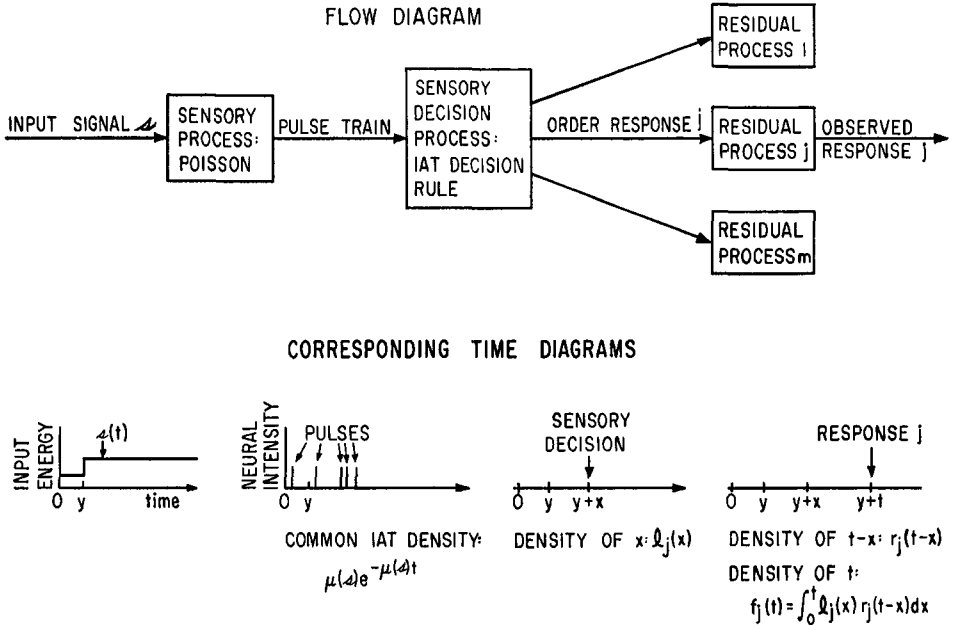 FLOW DIAGRAM
RESIDUAL
PROCESS 1
INPUT SIGNAL s
SENSORY
PROCESS:
POISSON
PULSE TRAIN
SENSORY
DECISION
PROCESS:
IAT DECISION
RULE
ORDER RESPONSE j
RESIDUAL
PROCESS j
OBSERVED
RESPONSE j
RESIDUAL
PROCESS m
CORRESPONDING TIME DIAGRAMS
INPUT
ENERGY
s(t)
0 y time
NEURAL
INTENSITY
PULSES
0 y
COMMON IAT DENSITY:
μ(s)e^{-μ(s)t}
SENSORY
DECISION
0 y y+x
DENSITY OF x: ℓ_j(x)
RESPONSE j
0 y y+x y+t
DENSITY OF t-x: r_j(t-x)
DENSITY OF t:
f_j(t)=∫_0^t ℓ_j(x) r_j(t-x)dx